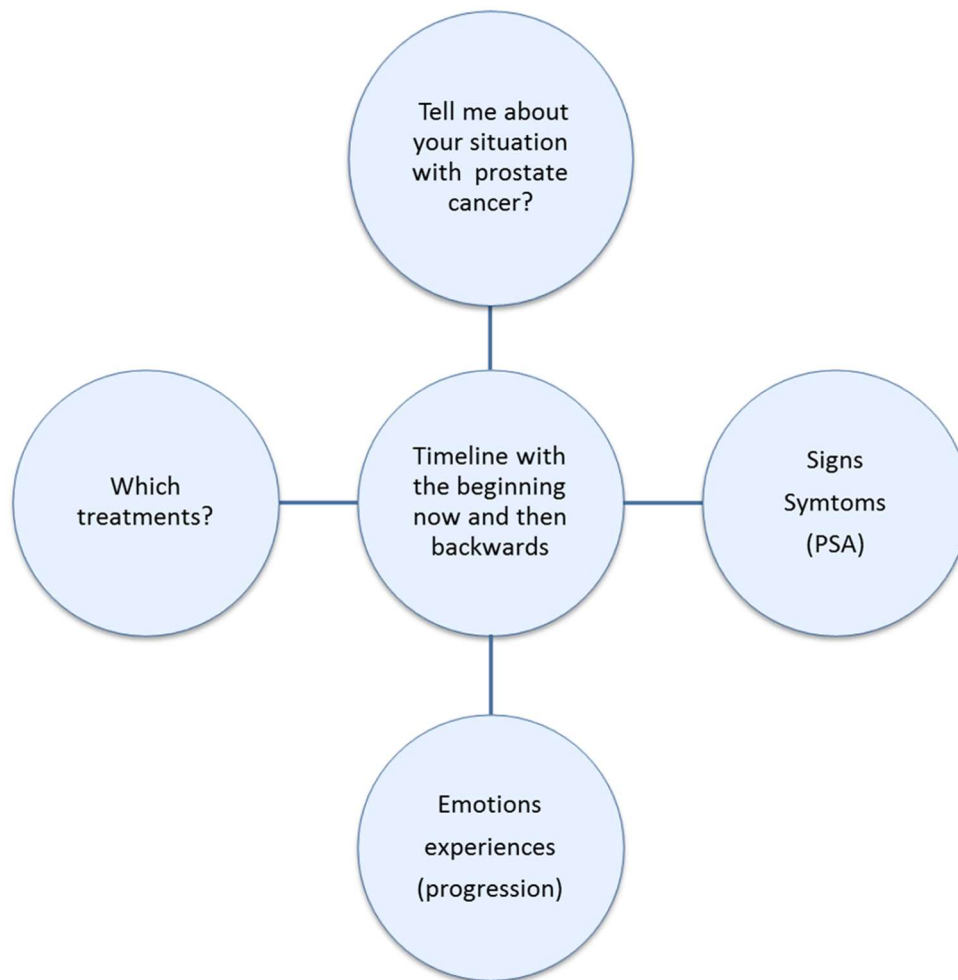 Tell me about
your situation
with prostate
cancer?
Which
treatments?
Timeline with
the beginning
now and then
backwards
Signs
Symtoms
(PSA)
Emotions
experiences
(progression)